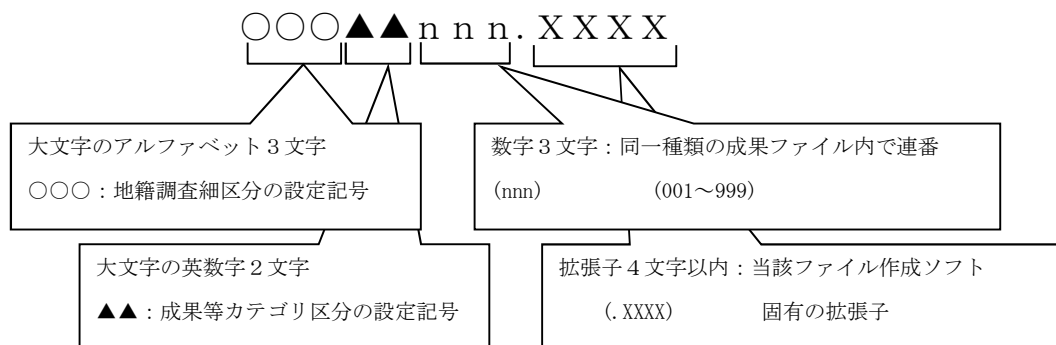 ○○○▲▲ｎｎｎ.ＸＸＸＸ
大文字のアルファベット３文字
○○○：地籍調査細区分の設定記号
数字３文字：同一種類の成果ファイル内で連番
(nnn) (001～999)
大文字の英数字２文字
▲▲：成果等カテゴリ区分の設定記号
拡張子４文字以内：当該ファイル作成ソフト
(.XXXX) 固有の拡張子